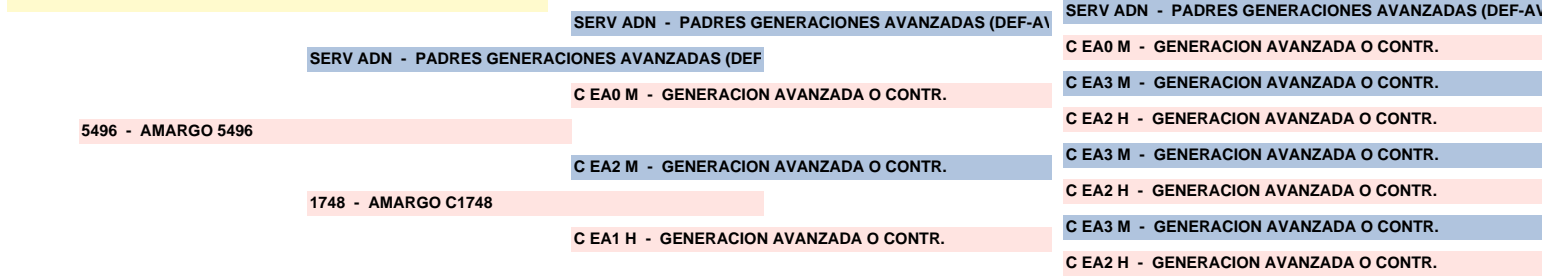 SERV ADN - PADRES GENERACIONES AVANZADAS (DEF-AV
SERV ADN - PADRES GENERACIONES AVANZADAS (DEF-A
C EA0 M - GENERACION AVANZADA O CONTR.
SERV ADN - PADRES GENERACIONES AVANZADAS (DEF
C EA3 M - GENERACION AVANZADA O CONTR.
C EA0 M - GENERACION AVANZADA O CONTR.
C EA2 H - GENERACION AVANZADA O CONTR.
5496 - AMARGO 5496
C EA3 M - GENERACION AVANZADA O CONTR.
C EA2 M - GENERACION AVANZADA O CONTR.
C EA2 H - GENERACION AVANZADA O CONTR.
1748 - AMARGO C1748
C EA3 M - GENERACION AVANZADA O CONTR.
C EA1 H - GENERACION AVANZADA O CONTR.
C EA2 H - GENERACION AVANZADA O CONTR.